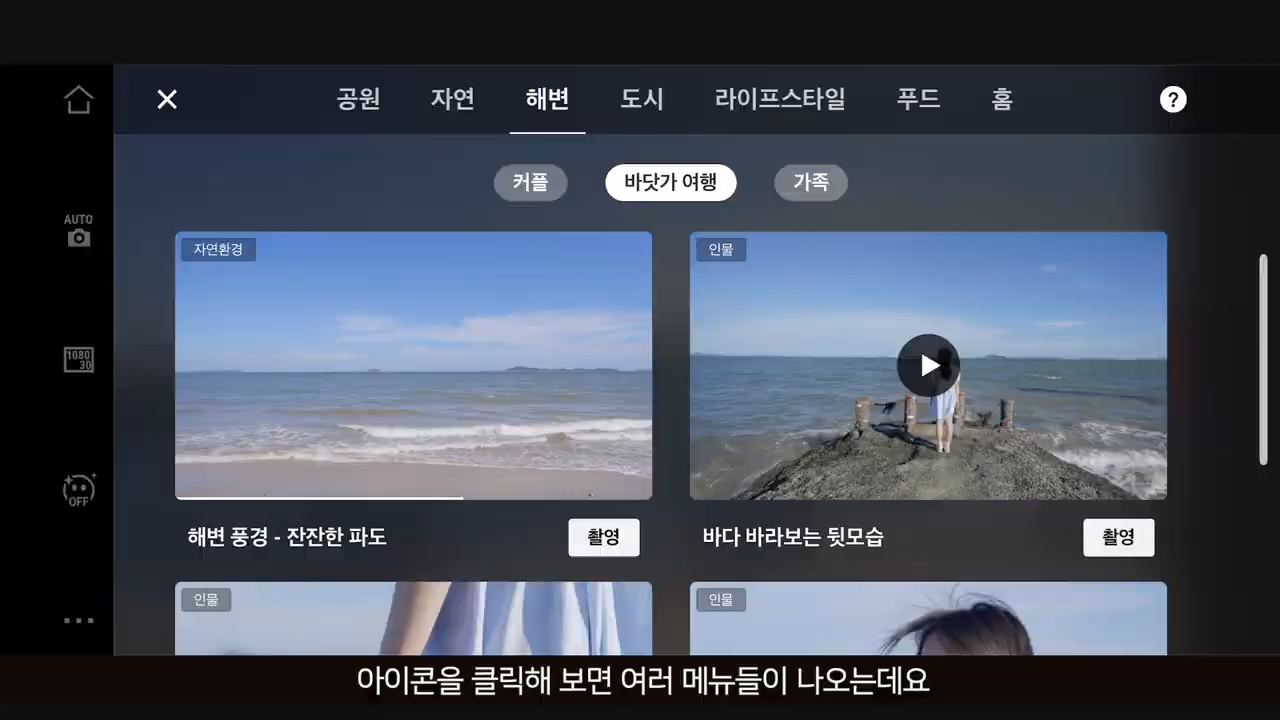 공원 자연 해변 도시 라이프스타일 푸드 홈 ?
AUTO
1080
30
OFF
커플 바닷가 여행 가족
자연환경
인물
해변 풍경 - 잔잔한 파도 촬영
바다 바라보는 뒷모습 촬영
인물
인물
아이콘을 클릭해 보면 여러 메뉴들이 나오는데요